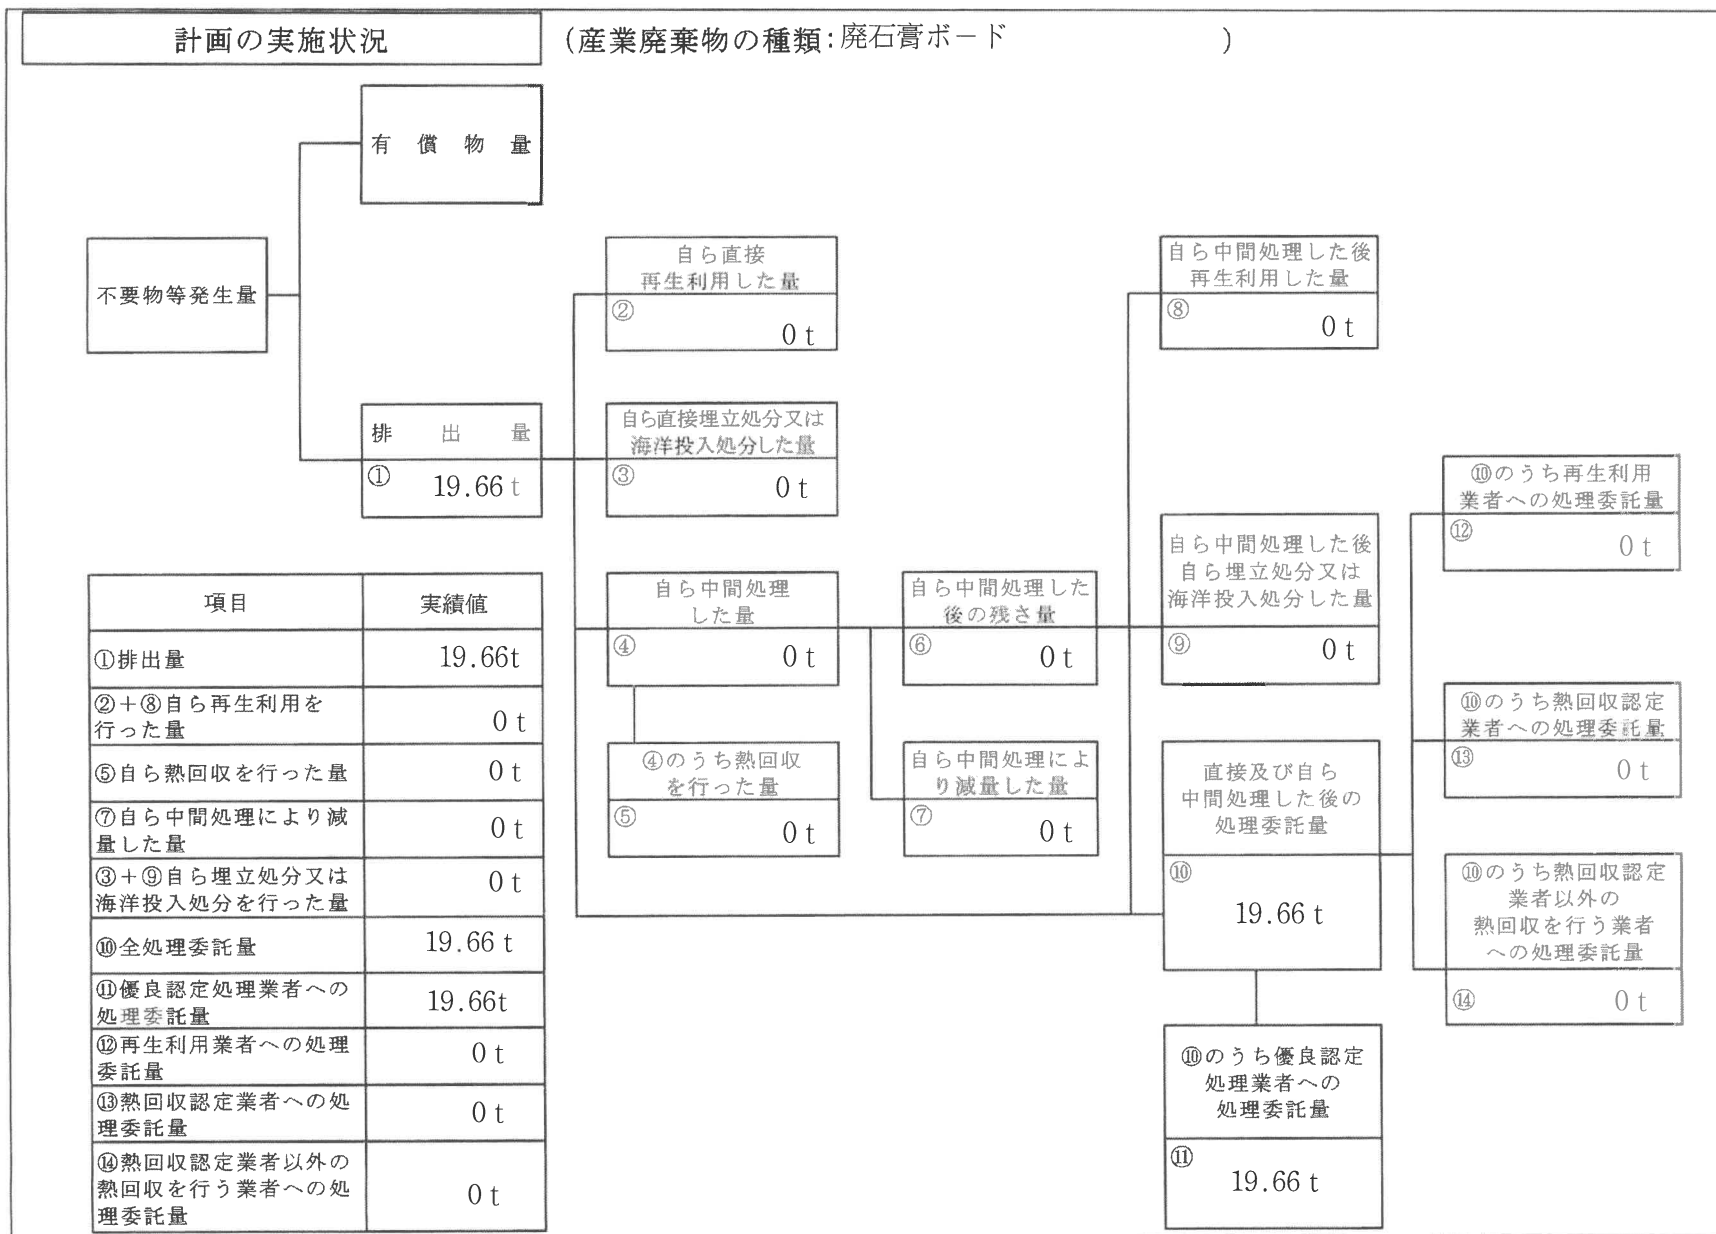 計画の実施状況
(産業廃棄物の種類:廃石膏ボード )
有償物量
不要物等発生量
排出量
① 19.66 t
自ら直接
再生利用した量
②
0 t
自ら直接埋立処分又は
海洋投入処分した量
③ 0 t
自ら中間処理
した量
④ 0 t
④のうち熱回収
を行った量
⑤ 0 t
自ら中間処理した
後の残さ量
⑥ 0 t
自ら中間処理によ
り減量した量
⑦ 0 t
自ら中間処理した後
再生利用した量
⑧ 0 t
自ら中間処理した後
自ら埋立処分又は
海洋投入処分した量
⑨ 0 t
直接及び自ら
中間処理した後の
処理委託量
⑩
19.66 t
⑩のうち優良認定
処理業者への
処理委託量
⑪ 19.66 t
⑩のうち再生利用
業者への処理委託量
⑫ 0 t
⑩のうち熱回収認定
業者への処理委託量
⑬ 0 t
⑩のうち熱回収認定
業者以外の
熱回収を行う業者
への処理委託量
⑭ 0 t
項目 実績値
①排出量 19.66t
②+⑧自ら再生利用を
行った量 0 t
⑤自ら熱回収を行った量 0 t
⑦自ら中間処理により減
量した量 0 t
③+⑨自ら埋立処分又は
海洋投入処分を行った量 0 t
⑩全処理委託量 19.66 t
⑪優良認定処理業者への
処理委託量 19.66t
⑫再生利用業者への処理
委託量 0 t
⑬熱回収認定業者への処
理委託量 0 t
⑭熱回収認定業者以外の
熱回収を行う業者への処
理委託量 0 t